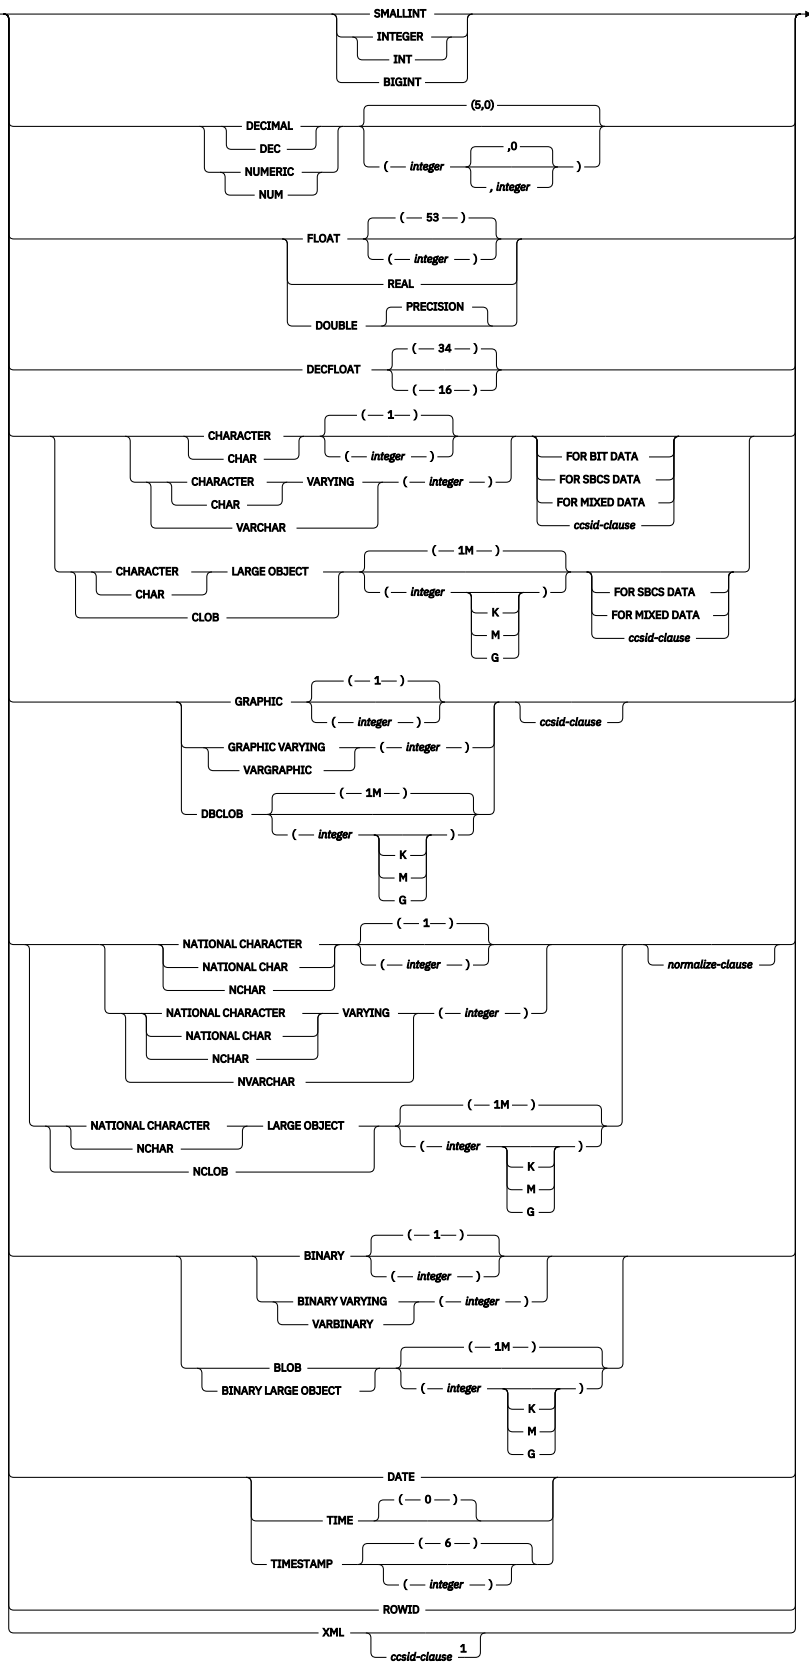 SMALLINT
INTEGER
INT
BIGINT
(5,0)
DECIMAL
DEC
,0
( integer )
NUMERIC
, integer
NUM
( 53 )
FLOAT
( integer )
REAL
PRECISION
DOUBLE
( 34 )
DECFLOAT
( 16 )
( 1 )
CHARACTER
CHAR ( integer ) FOR BIT DATA
CHARACTER VARYING ( integer ) FOR SBCS DATA
CHAR FOR MIXED DATA
VARCHAR ccsid-clause
( 1M )
CHARACTER LARGE OBJECT
CHAR ( integer ) FOR SBCS DATA
CLOB K FOR MIXED DATA
M ccsid-clause
G
( 1 )
GRAPHIC
( integer ) ccsid-clause
GRAPHIC VARYING ( integer )
VARGRAPHIC
( 1M )
DBCLOB
( integer )
K
M
G
( 1 )
NATIONAL CHARACTER
NATIONAL CHAR ( integer ) normalize-clause
NCHAR
NATIONAL CHARACTER VARYING ( integer )
NATIONAL CHAR
NCHAR
NVARCHAR
( 1M )
NATIONAL CHARACTER LARGE OBJECT
NCHAR ( integer )
NCLOB K
M
G
( 1 )
BINARY
( integer )
BINARY VARYING ( integer )
VARBINARY
( 1M )
BLOB
BINARY LARGE OBJECT ( integer )
K
M
G
DATE
( 0 )
TIME
( 6 )
TIMESTAMP
( integer )
ROWID
XML
ccsid-clause 1